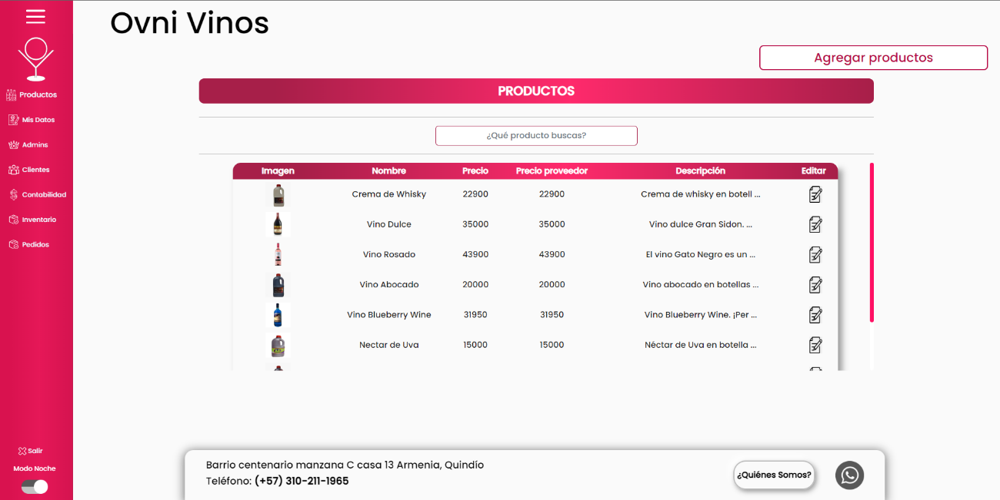 Ovni Vinos
Agregar productos
Productos
Mis Datos
Admins
Clientes
Contabilidad
Inventario
Pedidos
Salir
Modo Noche
PRODUCTOS
¿Qué producto buscas?
Imagen Nombre Precio Precio proveedor Descripción Editar
Crema de Whisky 22900 22900 Crema de whisky en botell ...
Vino Dulce 35000 35000 Vino dulce Gran Sidon. ...
Vino Rosado 43900 43900 El vino Gato Negro es un ...
Vino Abocado 20000 20000 Vino abocado en botellas ...
Vino Blueberry Wine 31950 31950 Vino Blueberry Wine. ¡Per ...
Nectar de Uva 15000 15000 Néctar de Uva en botella ...
Barrio centenario manzana C casa 13 Armenia, Quindío
Teléfono: (+57) 310-211-1965
¿Quiénes Somos?